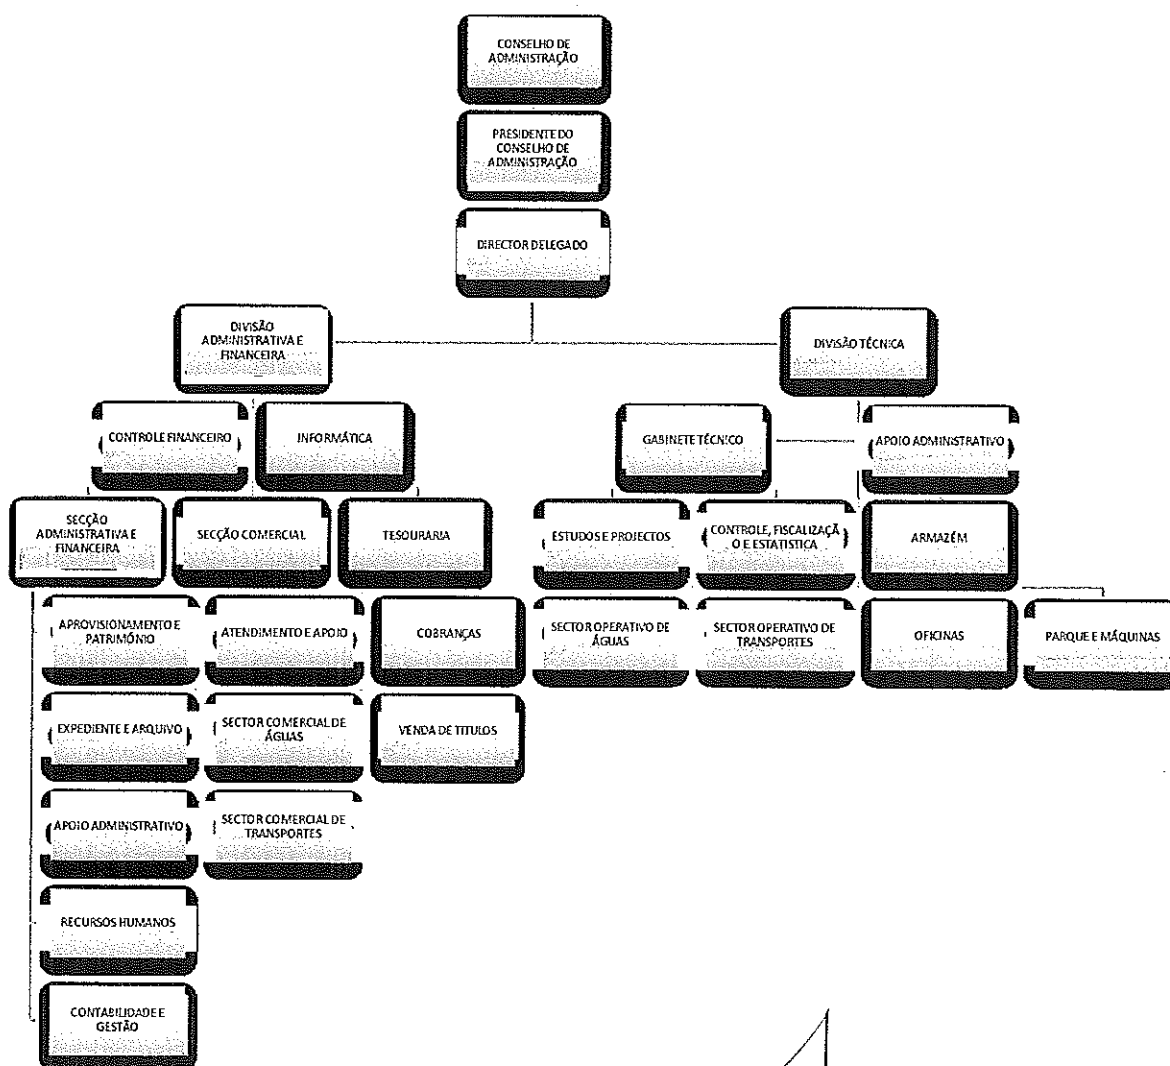 CONSELHO DE
ADMINISTRAÇÃO
PRESIDENTE DO
CONSELHO DE
ADMINISTRAÇÃO
DIRECTOR DELEGADO
DIVISÃO
ADMINISTRATIVA E
FINANCEIRA
DIVISÃO TÉCNICA
CONTROLE FINANCEIRO
INFORMÁTICA
GABINETE TÉCNICO
APOIO ADMINISTRATIVO
SECÇÃO
ADMINISTRATIVA E
FINANCEIRA
SECÇÃO COMERCIAL
TESOURARIA
ESTUDOS E PROJECTOS
CONTROLE, FISCALIZAÇÃ
O E ESTATISTICA
ARMAZÉM
APROVISIONAMENTO E
PATRIMÓNIO
ATENDIMENTO E APOIO
COBRANÇAS
SECTOR OPERATIVO DE
ÁGUAS
SECTOR OPERATIVO DE
TRANSPORTES
OFICINAS
PARQUE E MÁQUINAS
EXPEDIENTE E ARQUIVO
SECTOR COMERCIAL DE
ÁGUAS
VENDA DE TITULOS
APOIO ADMINISTRATIVO
SECTOR COMERCIAL DE
TRANSPORTES
RECURSOS HUMANOS
CONTABILIDADE E
GESTÃO